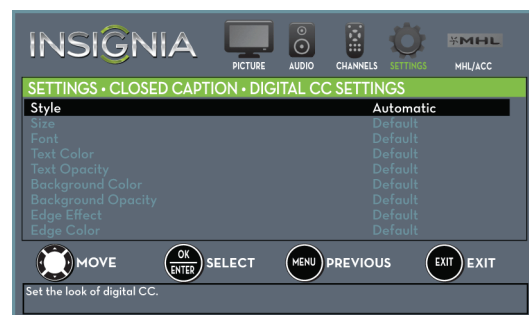 INSIGNIA
PICTURE AUDIO CHANNELS SETTINGS MHL MHL/ACC
SETTINGS • CLOSED CAPTION • DIGITAL CC SETTINGS
Style Automatic
Size Default
Font Default
Text Color Default
Text Opacity Default
Background Color Default
Background Opacity Default
Edge Effect Default
Edge Color Default
MOVE OK ENTER SELECT MENU PREVIOUS EXIT EXIT
Set the look of digital CC.